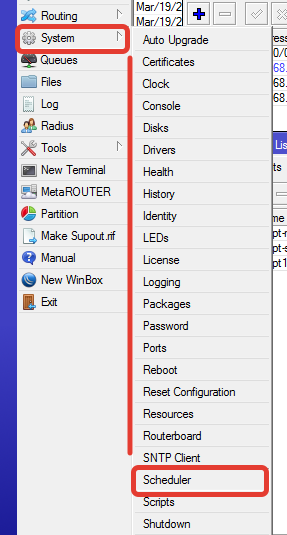 Routing
System
Queues
Files
Log
Radius
Tools
New Terminal
MetaROUTER
Partition
Make Supout.rif
Manual
New WinBox
Exit
Mar/19/2
Mar/19/2
Auto Upgrade
Certificates
Clock
Console
Disks
Drivers
Health
History
Identity
LEDs
License
Logging
Packages
Password
Ports
Reboot
Reset Configuration
Resources
Routerboard
SNTP Client
Scheduler
Scripts
Shutdown
ress
0/0
68.
68.
68.
Lis
ts
me
pt-r
pt-s
pt1